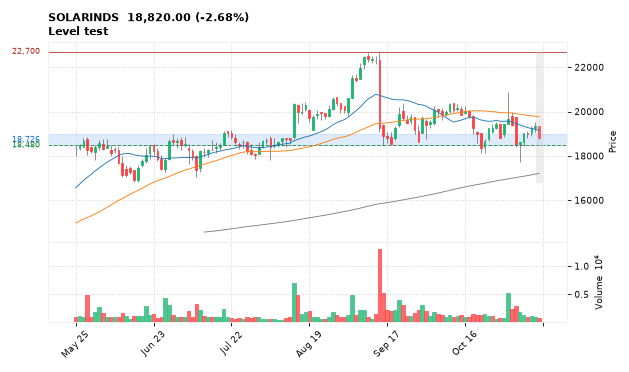 SOLARINDS 18,820.00 (-2.68%)
Level test
22,700
18,726
18,480
22000
20000
18000
16000
Price
1.0
0.5
Volume 10⁶
May 25
Jun 23
Jul 22
Aug 19
Sep 17
Oct 16